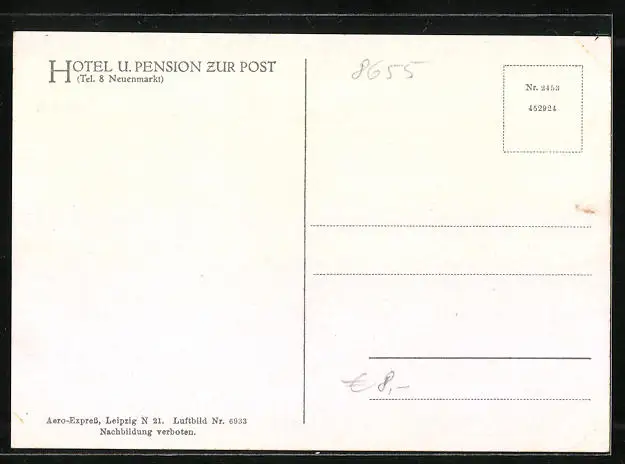 HOTEL U. PENSION ZUR POST
(Tel. 8 Neuenmarkt)
8655
Nr. 2453
452924
€ 8,-
Aero-Expreß, Leipzig N 21. Luftbild Nr. 6933
Nachbildung verboten.